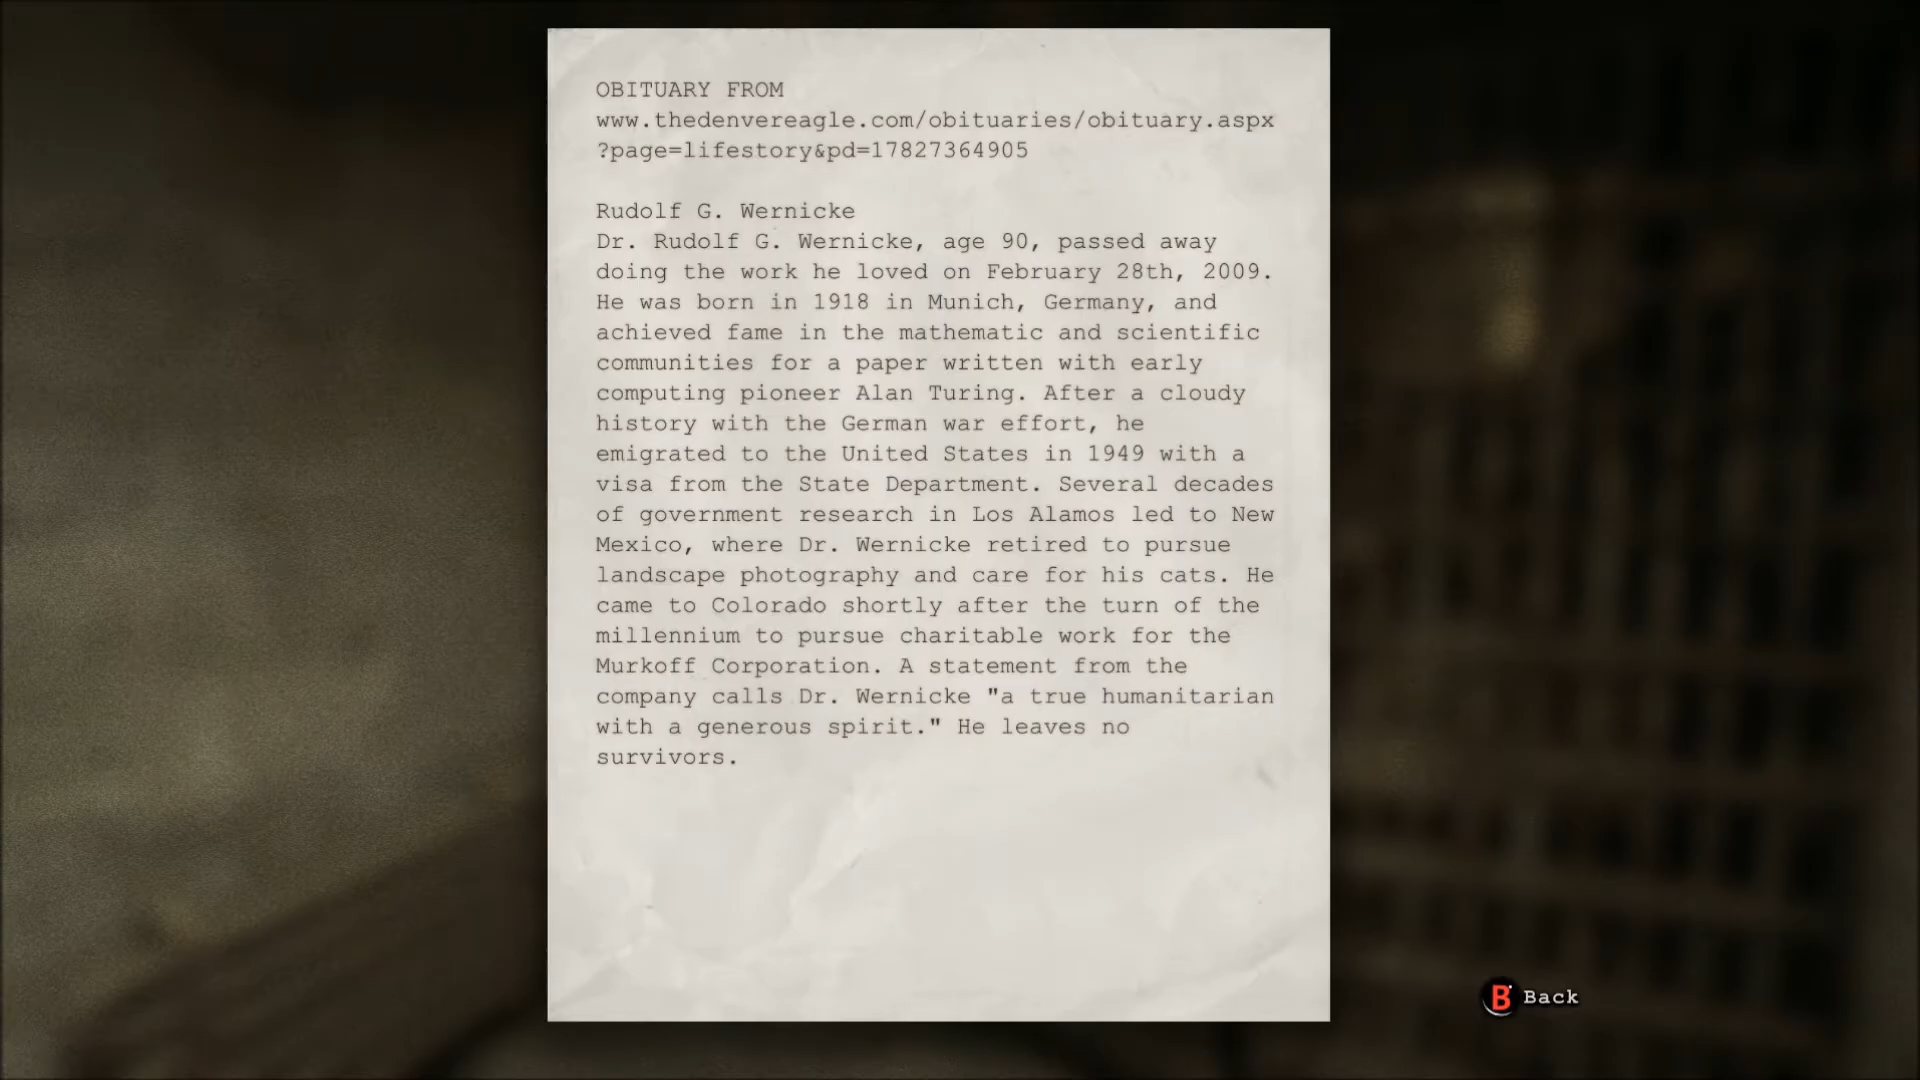 OBITUARY FROM
www.thedenvereagle.com/obituaries/obituary.aspx
?page=lifestory&pd=17827364905
Rudolf G. Wernicke
Dr. Rudolf G. Wernicke, age 90, passed away
doing the work he loved on February 28th, 2009.
He was born in 1918 in Munich, Germany, and
achieved fame in the mathematic and scientific
communities for a paper written with early
computing pioneer Alan Turing. After a cloudy
history with the German war effort, he
emigrated to the United States in 1949 with a
visa from the State Department. Several decades
of government research in Los Alamos led to New
Mexico, where Dr. Wernicke retired to pursue
landscape photography and care for his cats. He
came to Colorado shortly after the turn of the
millennium to pursue charitable work for the
Murkoff Corporation. A statement from the
company calls Dr. Wernicke "a true humanitarian
with a generous spirit." He leaves no
survivors.
B Back